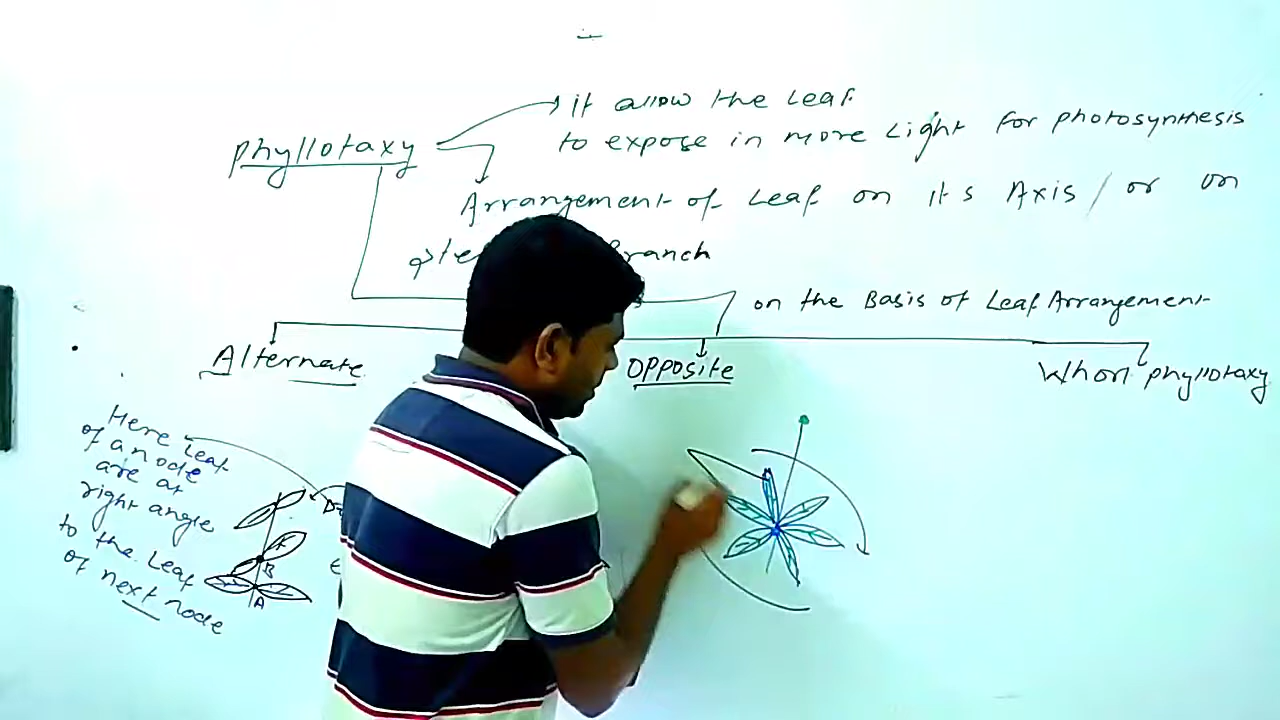 it allow the Leaf
phyllotaxy
to expose in more Light for photosynthesis
Arrangement of Leaf on its Axis / or on
Branch
on the Basis of Leaf Arrangement
Alternate
opposite
Whorl phyllotaxy
Here Leaf
of a node
are at
right angle
to the Leaf
of next node
B
A